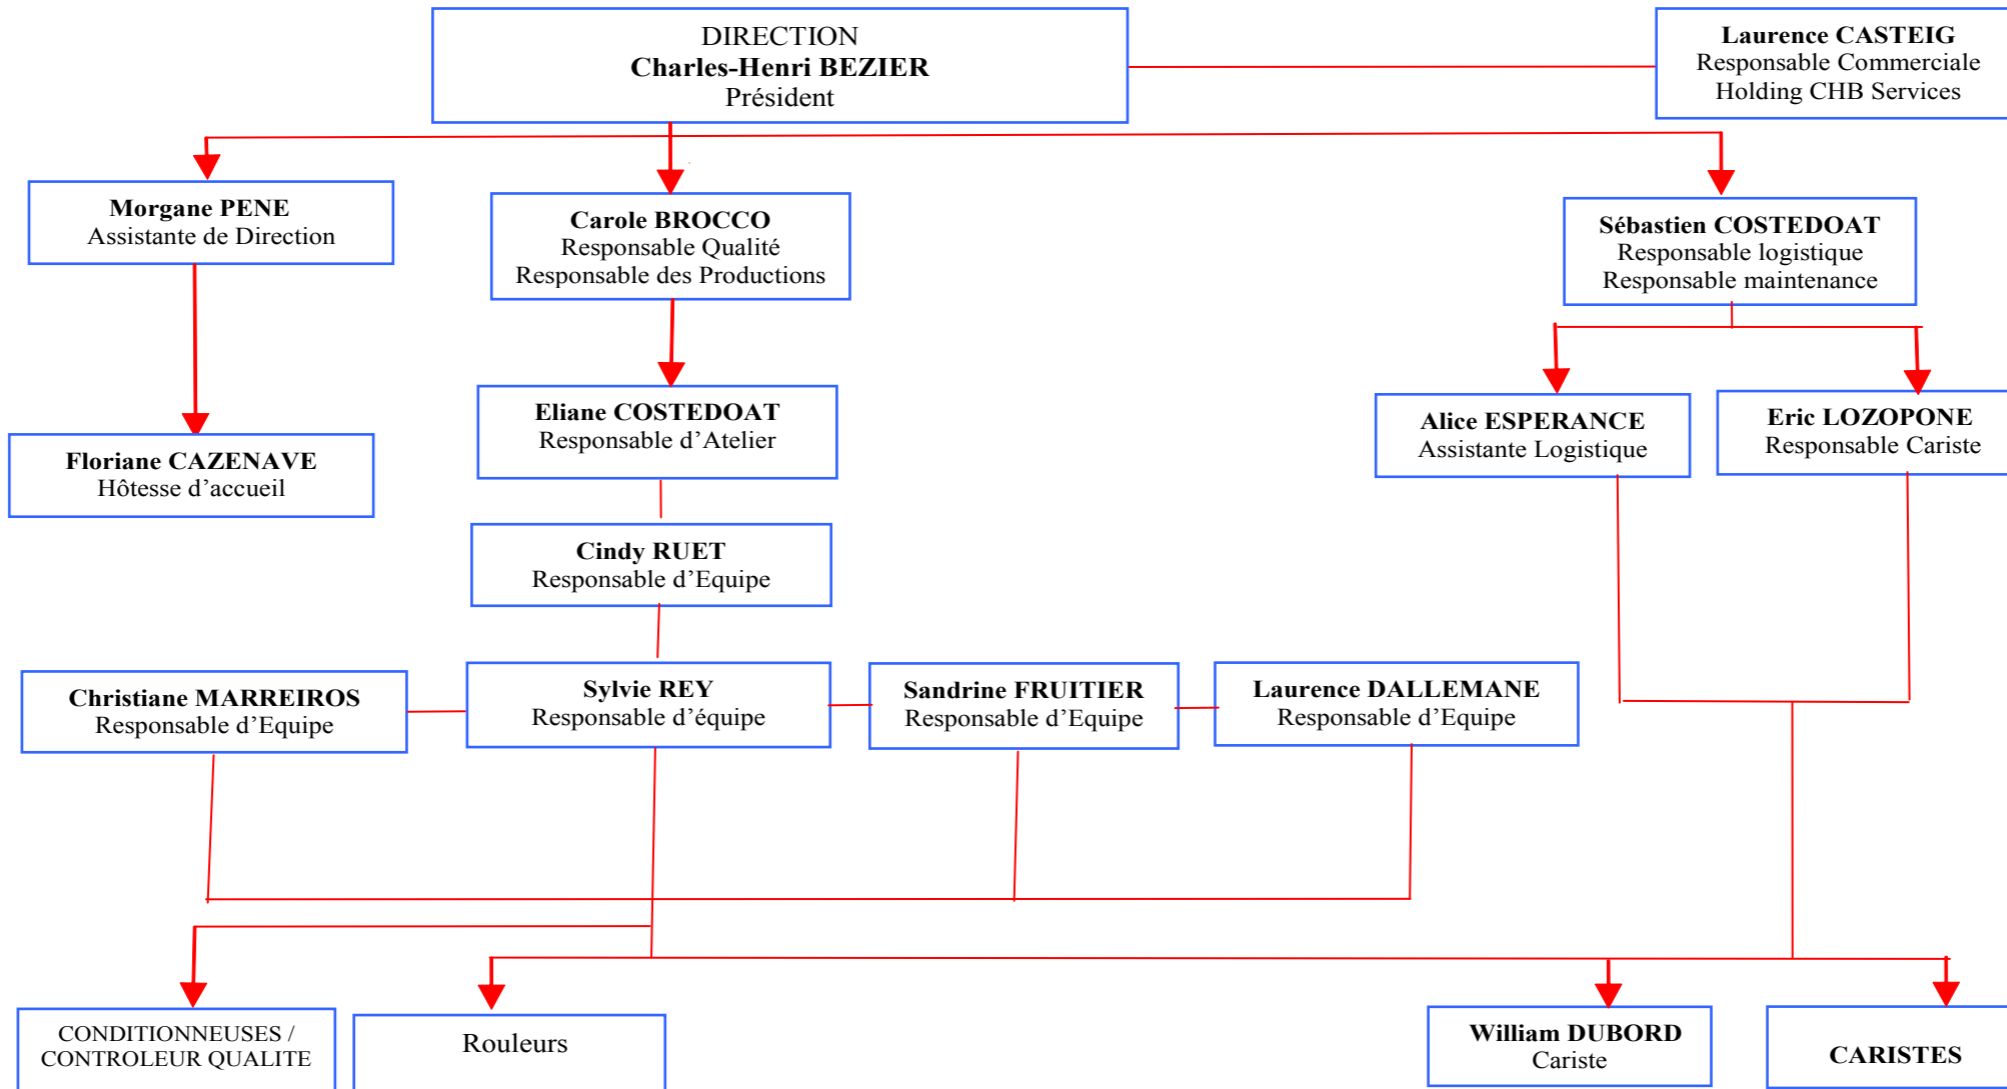 DIRECTION
Charles-Henri BEZIER
Président
Laurence CASTEIG
Responsable Commerciale
Holding CHB Services
Morgane PENE
Assistante de Direction
Carole BROCCO
Responsable Qualité
Responsable des Productions
Sébastien COSTEDOAT
Responsable logistique
Responsable maintenance
Floriane CAZENAVE
Hôtesse d’accueil
Eliane COSTEDOAT
Responsable d’Atelier
Alice ESPERANCE
Assistante Logistique
Eric LOZOPONE
Responsable Cariste
Cindy RUET
Responsable d’Equipe
Christiane MARREIROS
Responsable d’Equipe
Sylvie REY
Responsable d’équipe
Sandrine FRUITIER
Responsable d’Equipe
Laurence DALLEMANE
Responsable d’Equipe
CONDITIONNEUSES /
CONTROLEUR QUALITE
Rouleurs
William DUBORD
Cariste
CARISTES